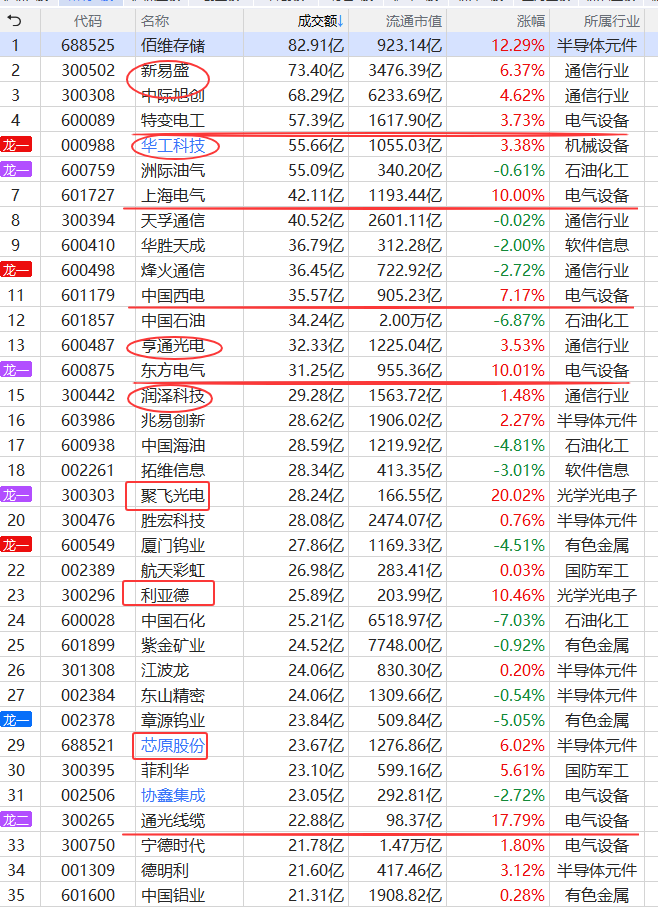 代码 名称 成交额↓ 流通市值 涨幅 所属行业
1 688525 佰维存储 82.91亿 923.14亿 12.29% 半导体元件
2 300502 新易盛 73.40亿 3476.39亿 6.37% 通信行业
3 300308 中际旭创 68.29亿 6233.69亿 4.62% 通信行业
4 600089 特变电工 57.39亿 1617.90亿 3.73% 电气设备
龙一 000988 华工科技 55.66亿 1055.03亿 3.38% 机械设备
龙一 600759 洲际油气 55.09亿 340.20亿 -0.61% 石油化工
7 601727 上海电气 42.11亿 1193.44亿 10.00% 电气设备
8 300394 天孚通信 40.52亿 2601.11亿 -0.02% 通信行业
9 600410 华胜天成 36.79亿 312.28亿 -2.00% 软件信息
龙一 600498 烽火通信 36.45亿 722.92亿 -2.72% 通信行业
11 601179 中国西电 35.57亿 905.23亿 7.17% 电气设备
12 601857 中国石油 34.24亿 2.00万亿 -6.87% 石油化工
13 600487 亨通光电 32.33亿 1225.04亿 3.53% 通信行业
龙一 600875 东方电气 31.25亿 955.36亿 10.01% 电气设备
15 300442 润泽科技 29.28亿 1563.72亿 1.48% 通信行业
16 603986 兆易创新 28.62亿 1906.02亿 2.27% 半导体元件
17 600938 中国海油 28.59亿 1219.92亿 -4.81% 石油化工
18 002261 拓维信息 28.34亿 413.35亿 -3.01% 软件信息
龙一 300303 聚飞光电 28.24亿 166.55亿 20.02% 光学光电子
20 300476 胜宏科技 28.08亿 2474.07亿 0.76% 半导体元件
龙一 600549 厦门钨业 27.86亿 1169.33亿 -4.51% 有色金属
22 002389 航天彩虹 26.98亿 283.41亿 0.03% 国防军工
23 300296 利亚德 25.89亿 203.99亿 10.46% 光学光电子
24 600028 中国石化 25.21亿 6518.97亿 -7.03% 石油化工
25 601899 紫金矿业 24.52亿 7748.00亿 -0.92% 有色金属
26 301308 江波龙 24.06亿 830.30亿 0.20% 半导体元件
27 002384 东山精密 24.06亿 1309.66亿 -0.54% 半导体元件
龙一 002378 章源钨业 23.84亿 509.84亿 -5.05% 有色金属
29 688521 芯原股份 23.67亿 1276.86亿 6.02% 半导体元件
30 300395 菲利华 23.10亿 599.16亿 5.61% 国防军工
31 002506 协鑫集成 23.05亿 292.81亿 -2.72% 电气设备
龙二 300265 通光线缆 22.88亿 98.37亿 17.79% 电气设备
33 300750 宁德时代 21.78亿 1.47万亿 1.80% 电气设备
34 001309 德明利 21.60亿 417.46亿 3.12% 半导体元件
35 601600 中国铝业 21.31亿 1908.82亿 0.28% 有色金属